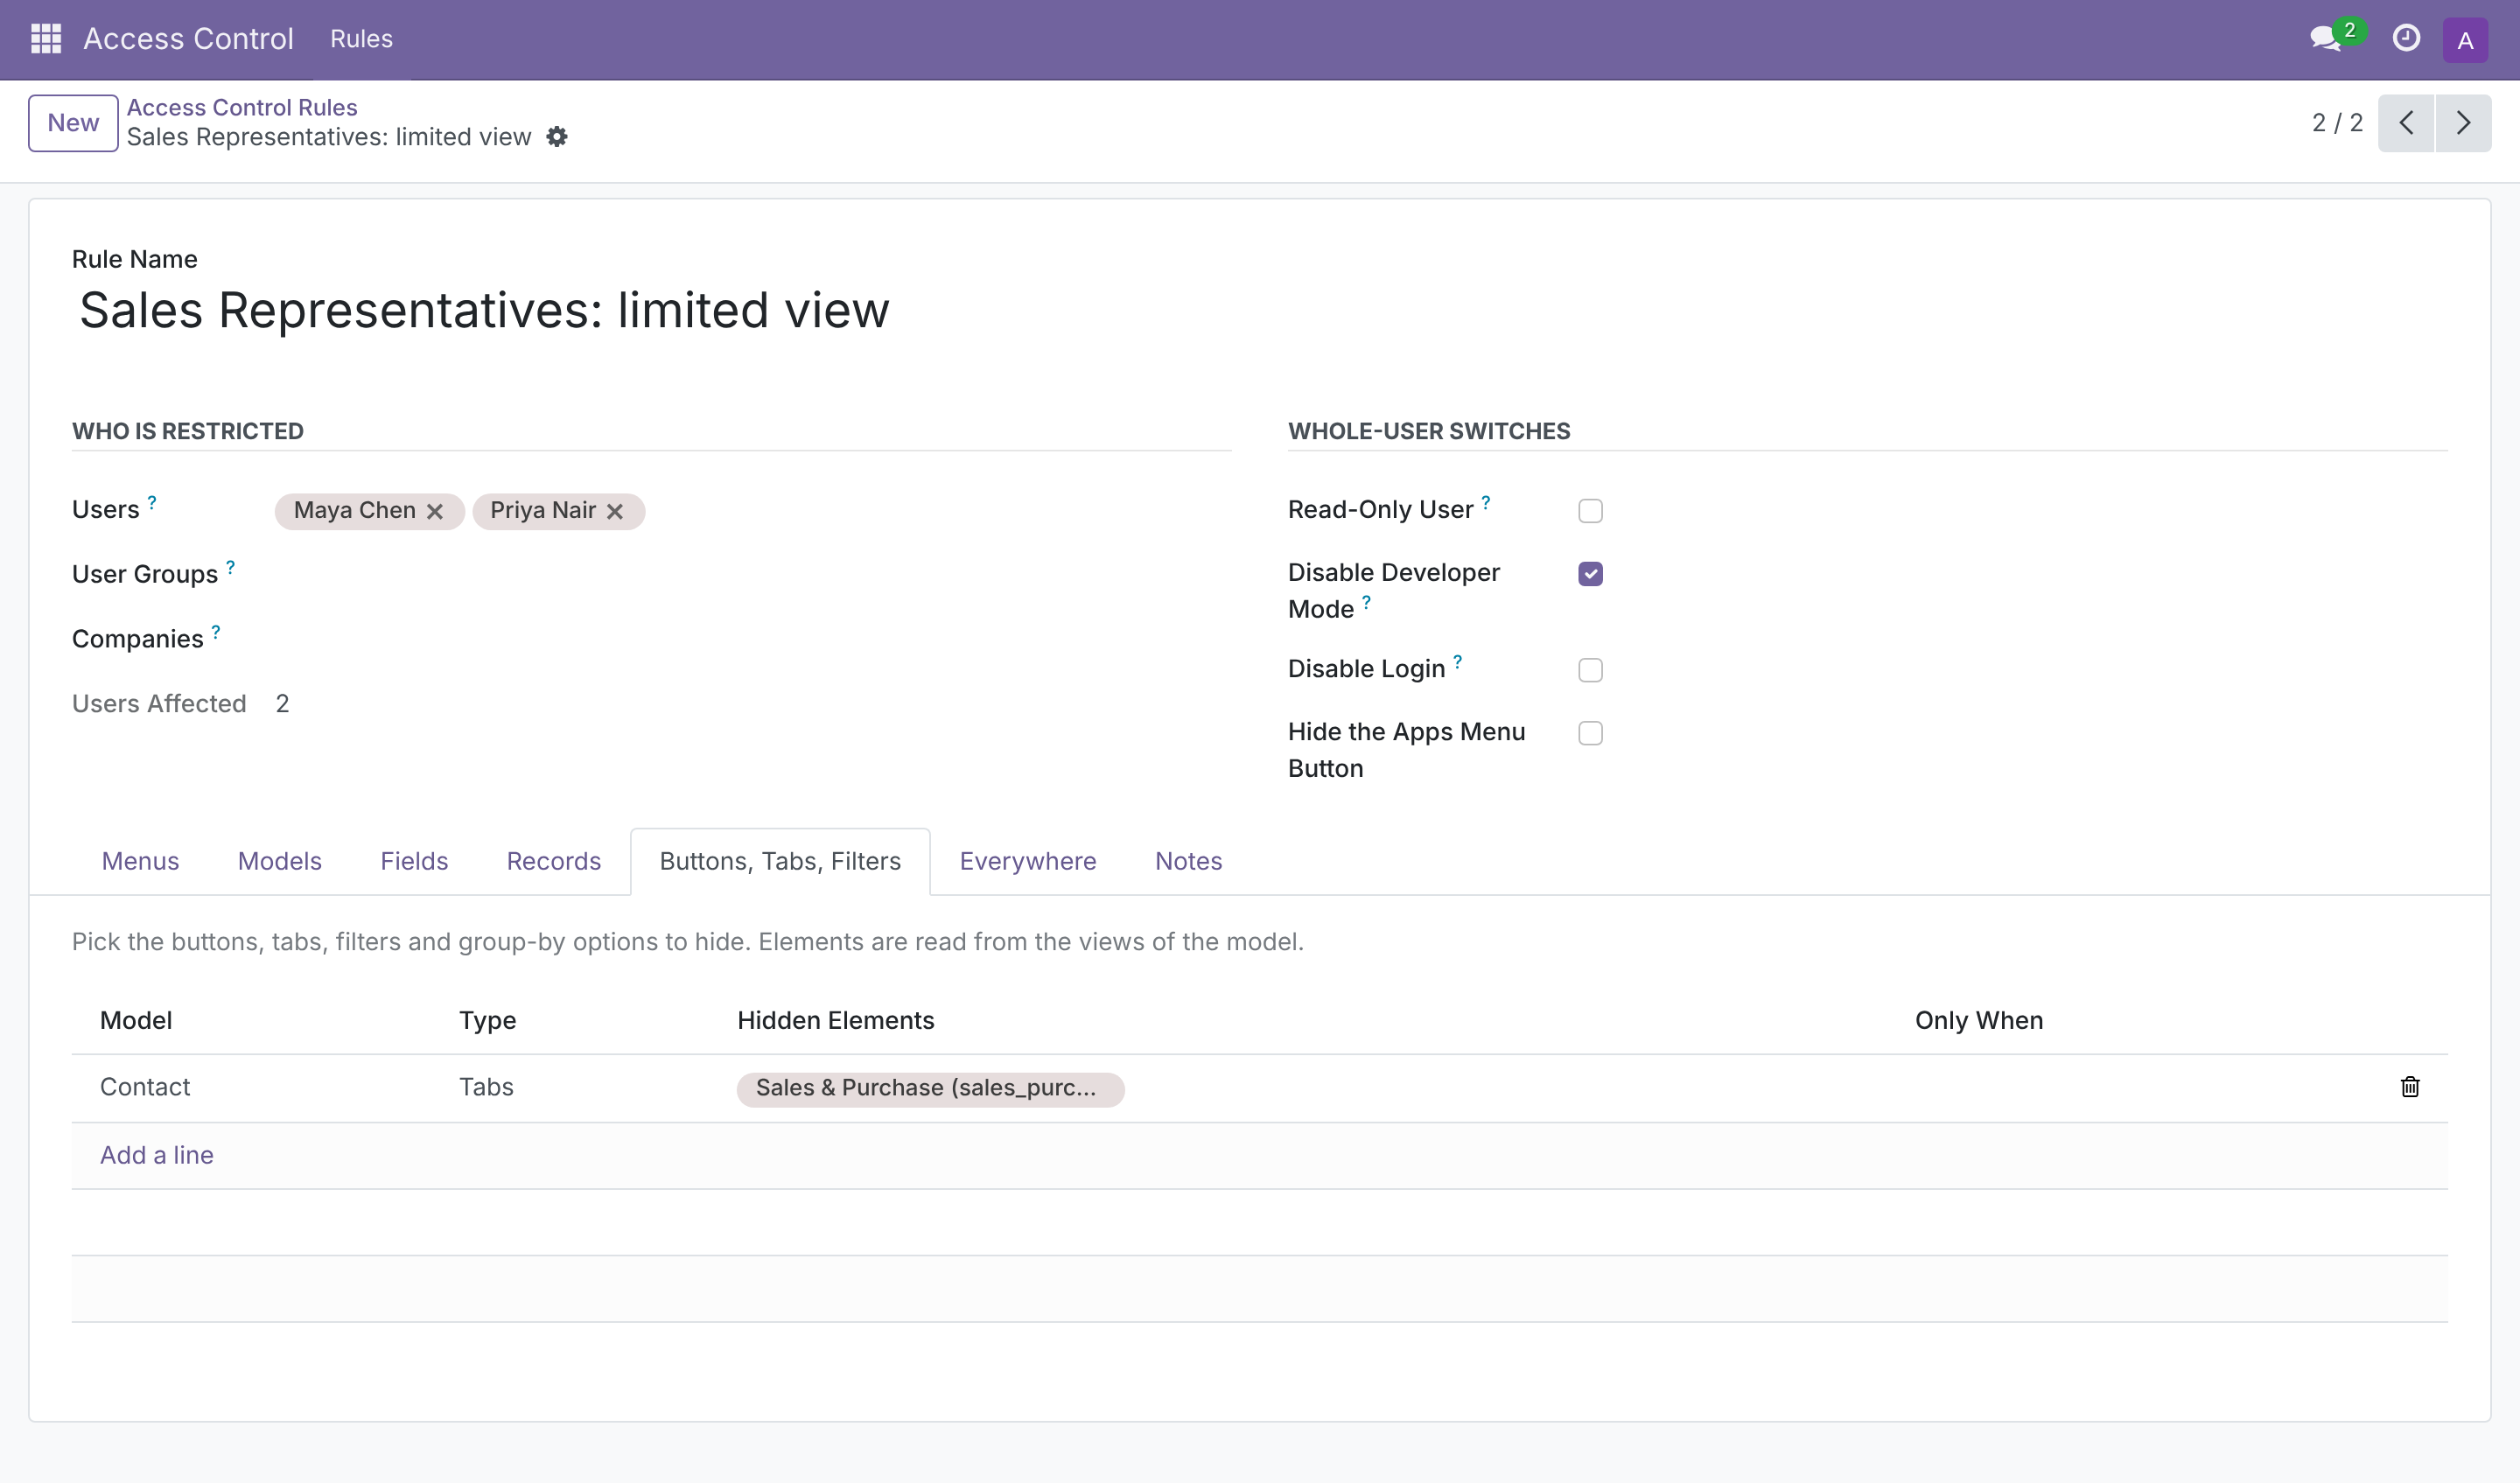 Access Control Rules 2 A
New Access Control Rules
Sales Representatives: limited view
2 / 2
Rule Name
Sales Representatives: limited view
WHO IS RESTRICTED
Users ? Maya Chen Priya Nair
User Groups ?
Companies ?
Users Affected 2
WHOLE-USER SWITCHES
Read-Only User ?
Disable Developer
Mode ?
Disable Login ?
Hide the Apps Menu
Button
Menus Models Fields Records Buttons, Tabs, Filters Everywhere Notes
Pick the buttons, tabs, filters and group-by options to hide. Elements are read from the views of the model.
Model Type Hidden Elements Only When
Contact Tabs Sales & Purchase (sales_purc...
Add a line